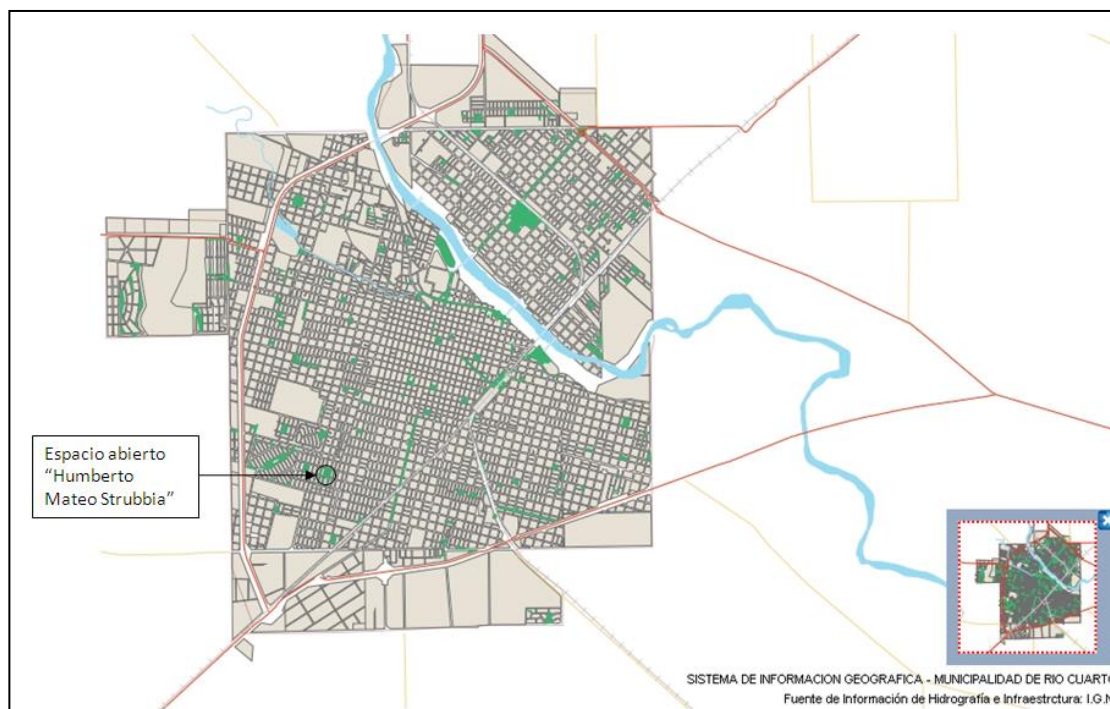 Espacio abierto
“Humberto
Mateo Strubbia”
SISTEMA DE INFORMACION GEOGRAFICA - MUNICIPALIDAD DE RIO CUARTO
Fuente de Información de Hidrografía e Infraestrctura: I.G.N